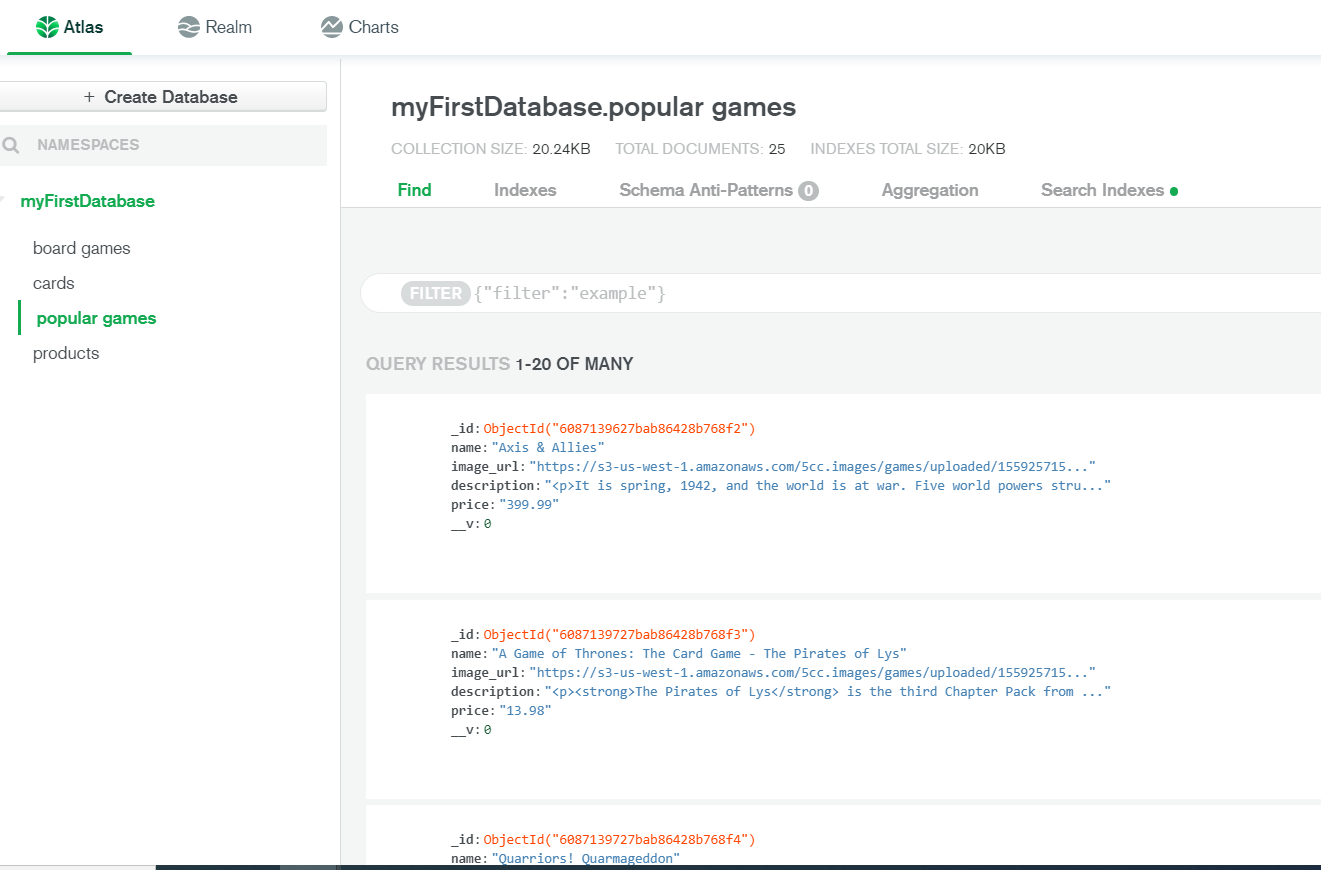 Atlas Realm Charts
+ Create Database
NAMESPACES
myFirstDatabase
board games
cards
popular games
products
myFirstDatabase.popular games
COLLECTION SIZE: 20.24KB TOTAL DOCUMENTS: 25 INDEXES TOTAL SIZE: 20KB
Find Indexes Schema Anti-Patterns 0 Aggregation Search Indexes
FILTER {"filter":"example"}
QUERY RESULTS 1-20 OF MANY
_id: ObjectId("6087139627bab86428b768f2")
name: "Axis & Allies"
image_url: "https://s3-us-west-1.amazonaws.com/5cc.images/games/uploaded/155925715..."
description: "<p>It is spring, 1942, and the world is at war. Five world powers stru..."
price: "399.99"
__v: 0
_id: ObjectId("6087139727bab86428b768f3")
name: "A Game of Thrones: The Card Game - The Pirates of Lys"
image_url: "https://s3-us-west-1.amazonaws.com/5cc.images/games/uploaded/155925715..."
description: "<p><strong>The Pirates of Lys</strong> is the third Chapter Pack from ..."
price: "13.98"
__v: 0
_id: ObjectId("6087139727bab86428b768f4")
name: "Quarriors! Quarmageddon"